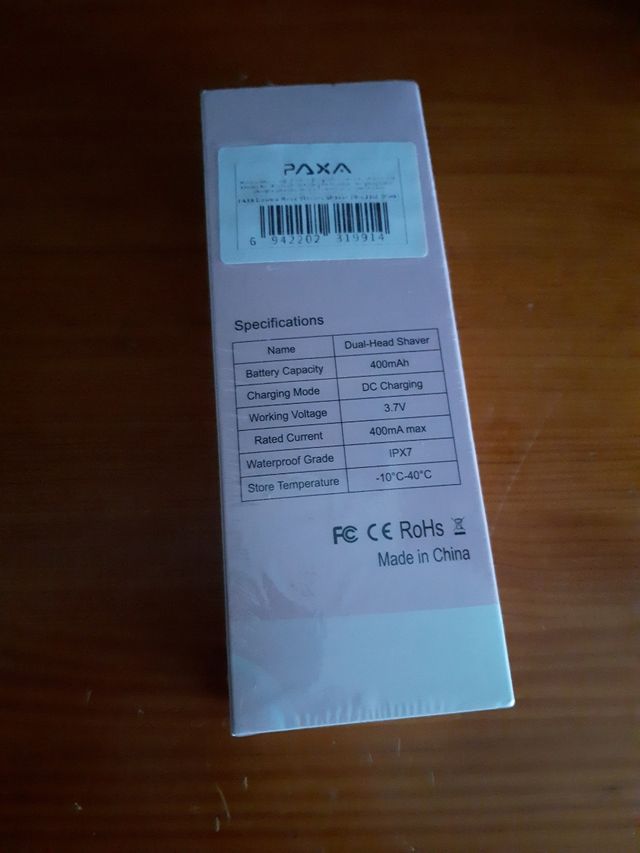 PAXA
6 942202 319914
Specifications
Name Dual-Head Shaver
Battery Capacity 400mAh
Charging Mode DC Charging
Working Voltage 3.7V
Rated Current 400mA max
Waterproof Grade IPX7
Store Temperature -10°C-40°C
FC CE RoHs
Made in China